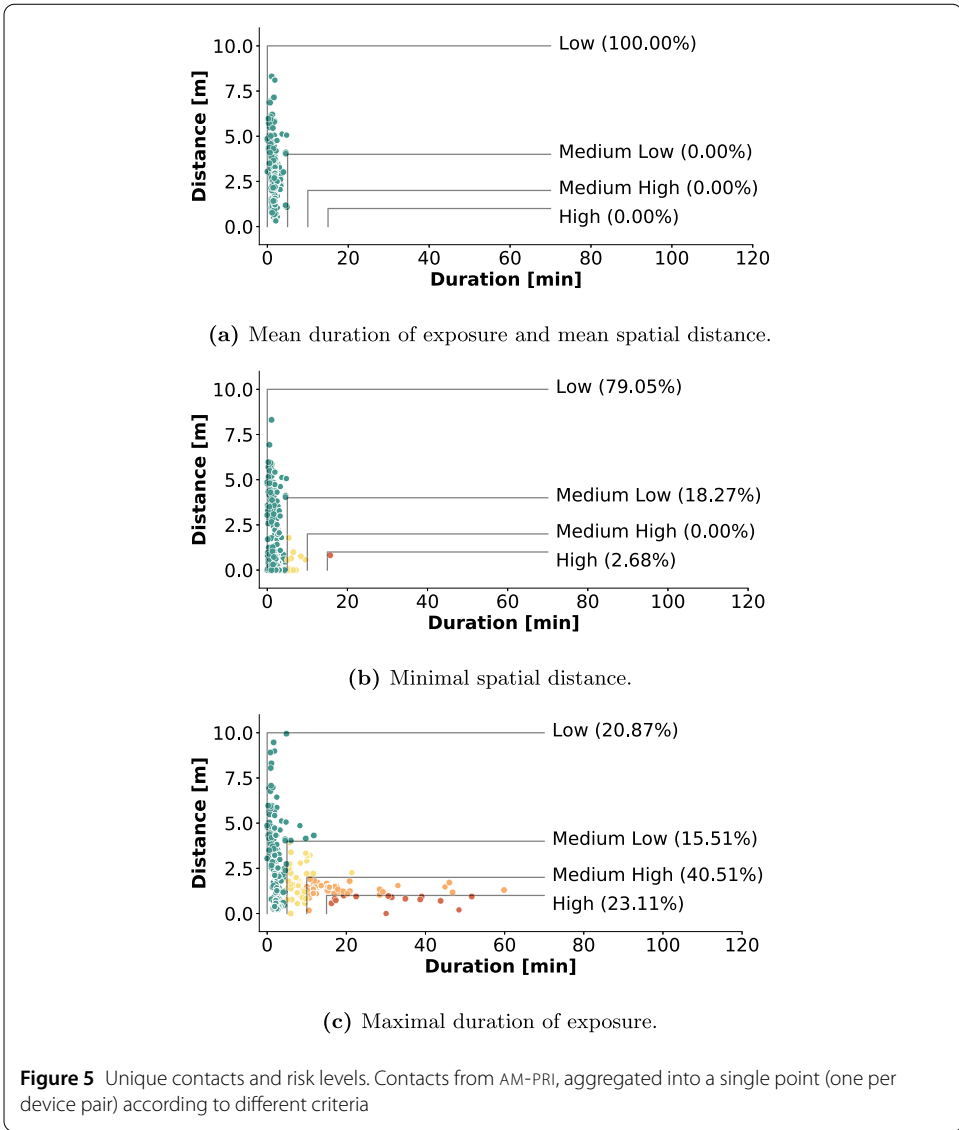 10.0
7.5
5.0
2.5
0.0
Distance [m]
Low (100.00%)
Medium Low (0.00%)
Medium High (0.00%)
High (0.00%)
0 20 40 60 80 100 120
Duration [min]
(a) Mean duration of exposure and mean spatial distance.
10.0
7.5
5.0
2.5
0.0
Distance [m]
Low (79.05%)
Medium Low (18.27%)
Medium High (0.00%)
High (2.68%)
0 20 40 60 80 100 120
Duration [min]
(b) Minimal spatial distance.
10.0
7.5
5.0
2.5
0.0
Distance [m]
Low (20.87%)
Medium Low (15.51%)
Medium High (40.51%)
High (23.11%)
0 20 40 60 80 100 120
Duration [min]
(c) Maximal duration of exposure.
Figure 5 Unique contacts and risk levels. Contacts from AM-PRI, aggregated into a single point (one per
device pair) according to different criteria